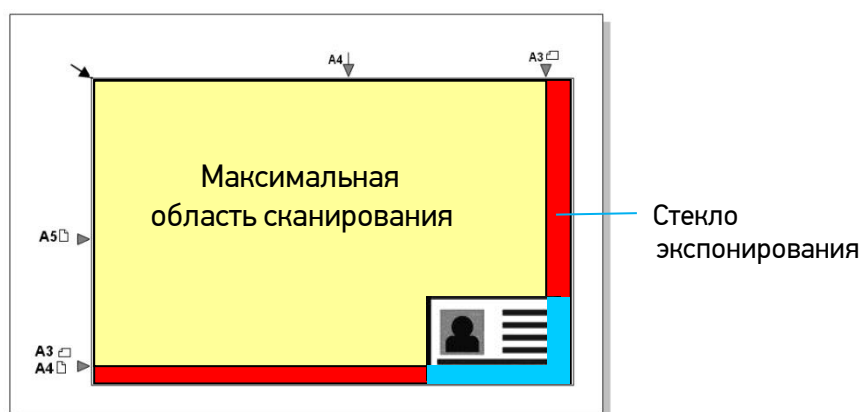 A4
A3
Максимальная
область сканирования
A5
Стекло
экспонирования
A3
A4